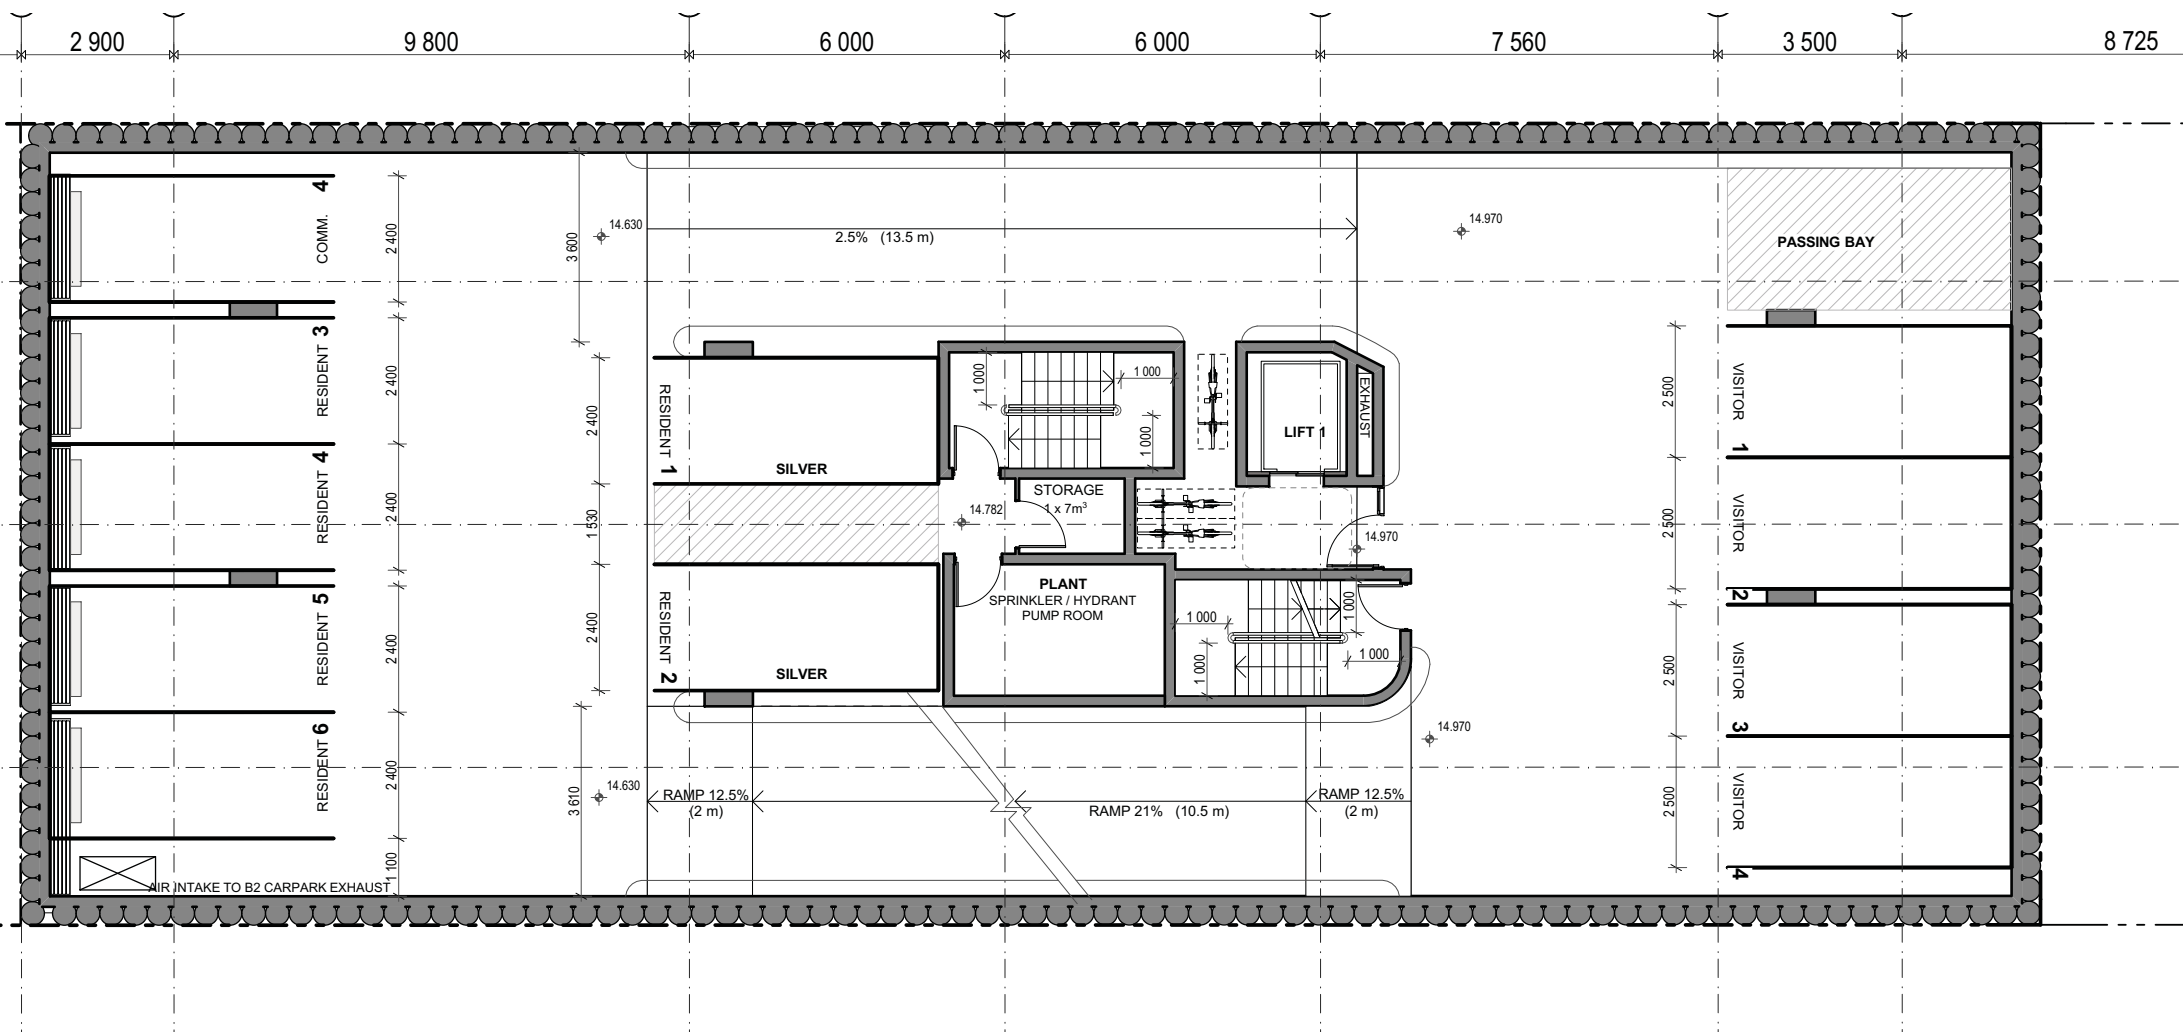 2 900
9 800
6 000
6 000
7 560
3 500
8 725
COMM. 4
2 400
3 600
14.630
2.5% (13.5 m)
14.970
PASSING BAY
RESIDENT 3
2 400
RESIDENT 1
2 400
SILVER
1 000
1 000
1 000
LIFT 1
EXHAUST
2 500
VISITOR 1
RESIDENT 4
2 400
1 530
14.782
STORAGE
1 x 7m³
14.970
2 500
VISITOR 2
RESIDENT 5
2 400
RESIDENT 2
2 400
SILVER
PLANT
SPRINKLER / HYDRANT
PUMP ROOM
1 000
1 000
1 000
1 000
2 500
VISITOR 3
RESIDENT 6
2 400
14.970
14.630
3 610
RAMP 12.5%
(2 m)
RAMP 21% (10.5 m)
RAMP 12.5%
(2 m)
2 500
VISITOR 4
1 100
AIR INTAKE TO B2 CARPARK EXHAUST